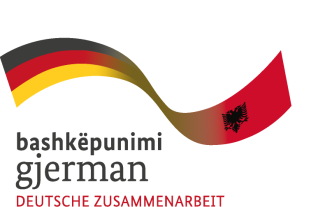 bashkëpunimi
gjerman
DEUTSCHE ZUSAMMENARBEIT